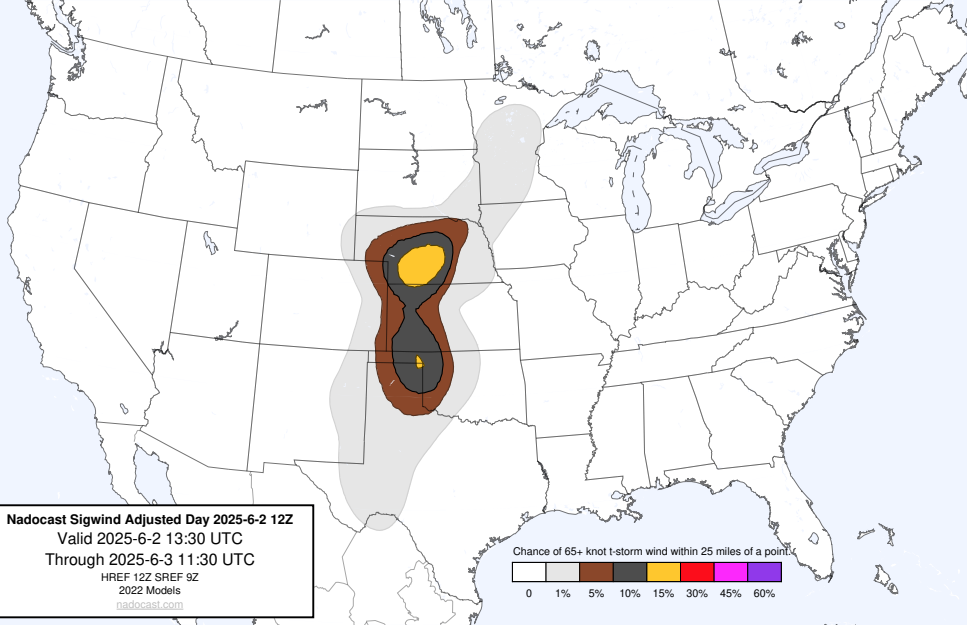 Nadocast Sigwind Adjusted Day 2025-6-2 12Z
Valid 2025-6-2 13:30 UTC
Through 2025-6-3 11:30 UTC
HREF 12Z SREF 9Z
2022 Models
nadocast.com
Chance of 65+ knot t-storm wind within 25 miles of a point.
0 1% 5% 10% 15% 30% 45% 60%